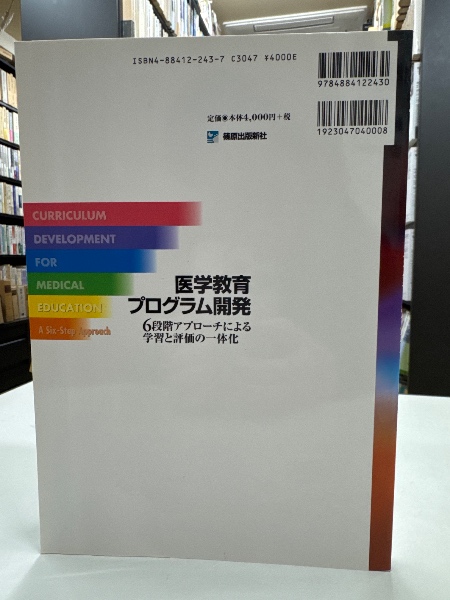 ISBN4-88412-243-7 C3047 ¥4000E
9784884122430
定価●本体4,000円+税
1923047040008
篠原出版新社
CURRICULUM
DEVELOPMENT
FOR
MEDICAL
EDUCATION
A Six-Step Approach
医学教育
プログラム開発
6段階アプローチによる
学習と評価の一体化